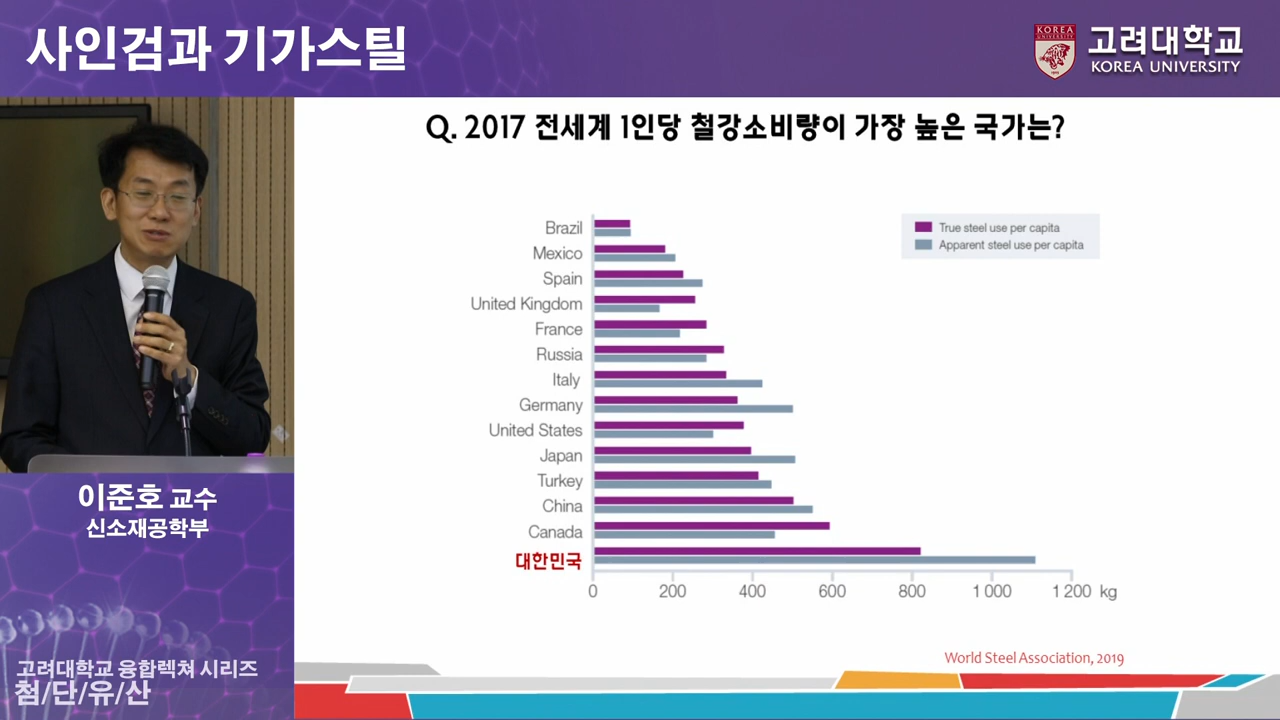 사인검과 기가스틸
KOREA
UNIVERSITY
고려대학교
KOREA UNIVERSITY
Q. 2017 전세계 1인당 철강소비량이 가장 높은 국가는?
True steel use per capita
Apparent steel use per capita
Brazil
Mexico
Spain
United Kingdom
France
Russia
Italy
Germany
United States
Japan
Turkey
China
Canada
대한민국
0 200 400 600 800 1 000 1 200 kg
World Steel Association, 2019
이준호 교수
신소재공학부
고려대학교 융합렉쳐 시리즈
첨/단/유/산